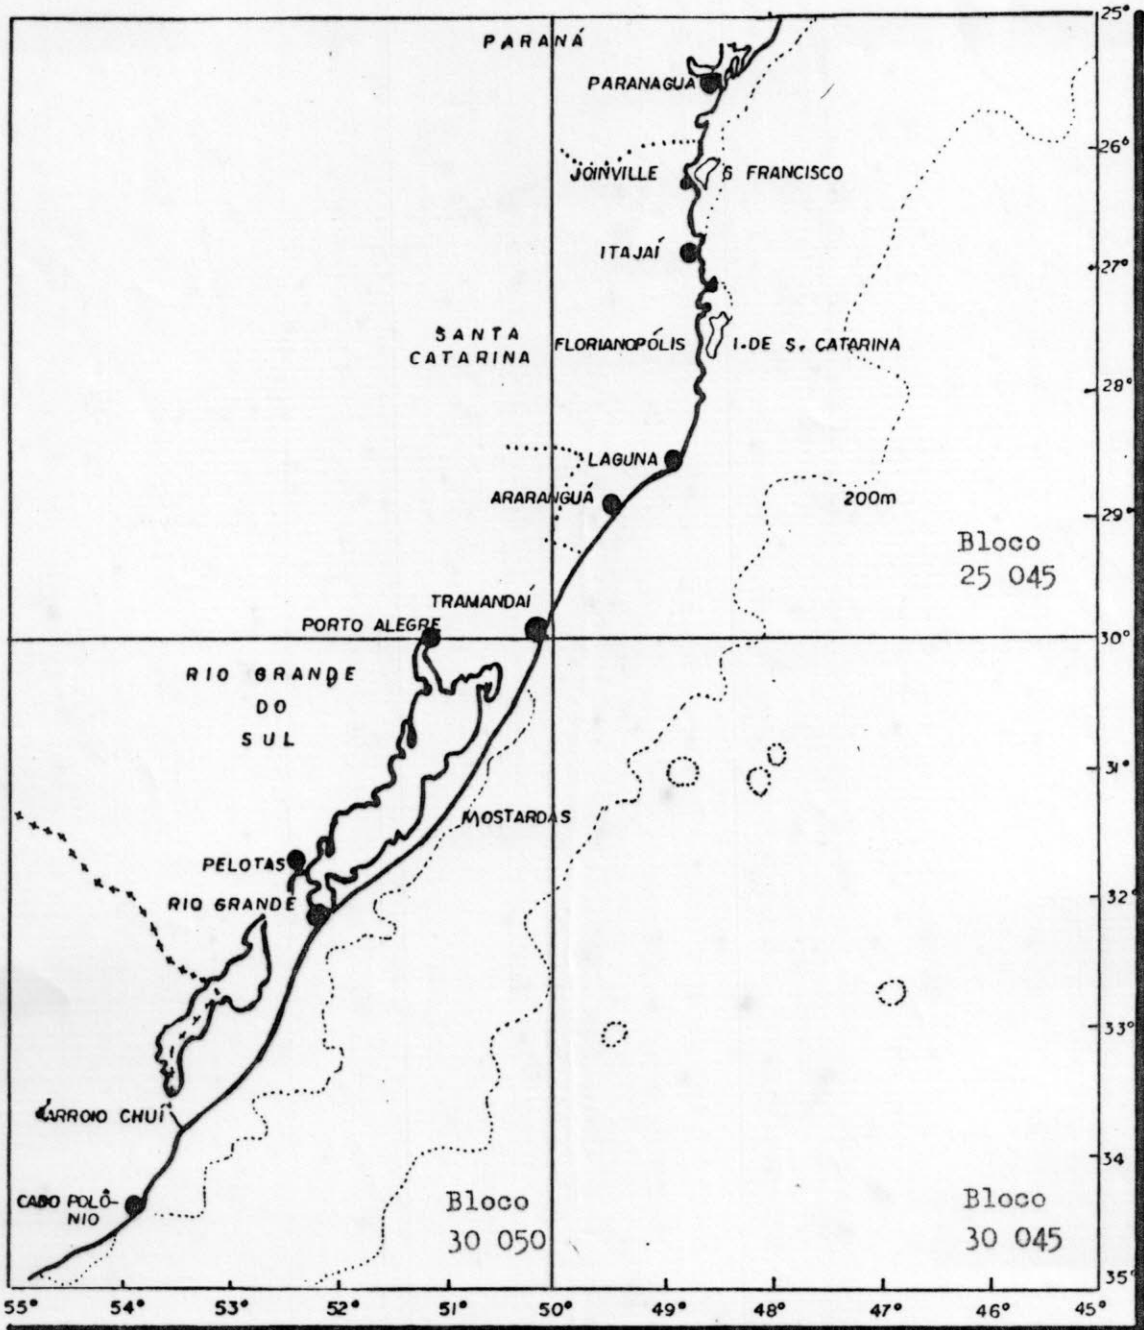 25°
PARANÁ
PARANAGUA
26°
JOINVILLE
S FRANCISCO
ITAJAÍ
27°
SANTA
CATARINA
FLORIANOPÓLIS
I. DE S. CATARINA
28°
LAGUNA
ARARANGUÁ
200m
29°
Bloco
25 045
TRAMANDAÍ
PORTO ALEGRE
30°
RIO GRANDE
DO
SUL
31°
MOSTARDAS
PELOTAS
RIO GRANDE
32°
33°
ARROIO CHUÍ
34°
CABO POLÔ-
NIO
Bloco
30 050
Bloco
30 045
35°
55° 54° 53° 52° 51° 50° 49° 48° 47° 46° 45°